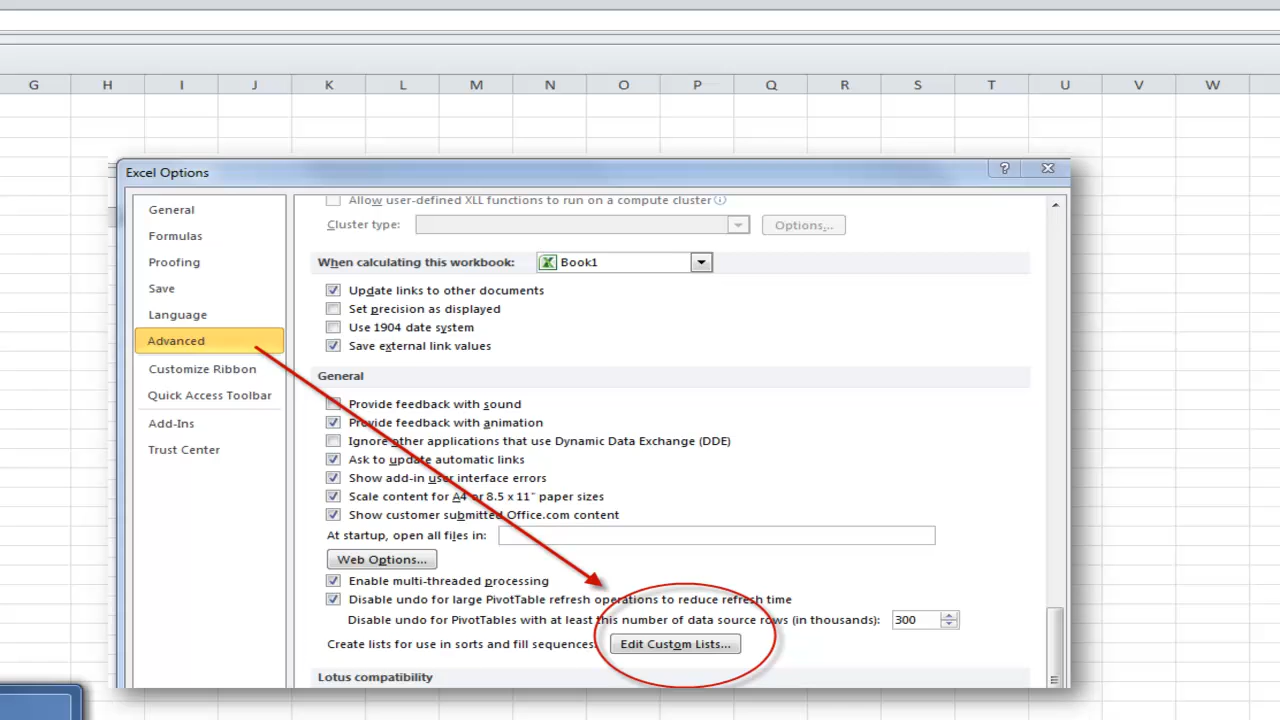 G H I J K L M N O P Q R S T U V W
Excel Options
General
Formulas
Proofing
Save
Language
Advanced
Customize Ribbon
Quick Access Toolbar
Add-Ins
Trust Center
Allow user-defined XLL functions to run on a compute cluster
Cluster type: Options...
When calculating this workbook: Book1
Update links to other documents
Set precision as displayed
Use 1904 date system
Save external link values
General
Provide feedback with sound
Provide feedback with animation
Ignore other applications that use Dynamic Data Exchange (DDE)
Ask to update automatic links
Show add-in user interface errors
Scale content for A4 or 8.5 x 11" paper sizes
Show customer submitted Office.com content
At startup, open all files in:
Web Options...
Enable multi-threaded processing
Disable undo for large PivotTable refresh operations to reduce refresh time
Disable undo for PivotTables with at least this number of data source rows (in thousands): 300
Create lists for use in sorts and fill sequences: Edit Custom Lists...
Lotus compatibility